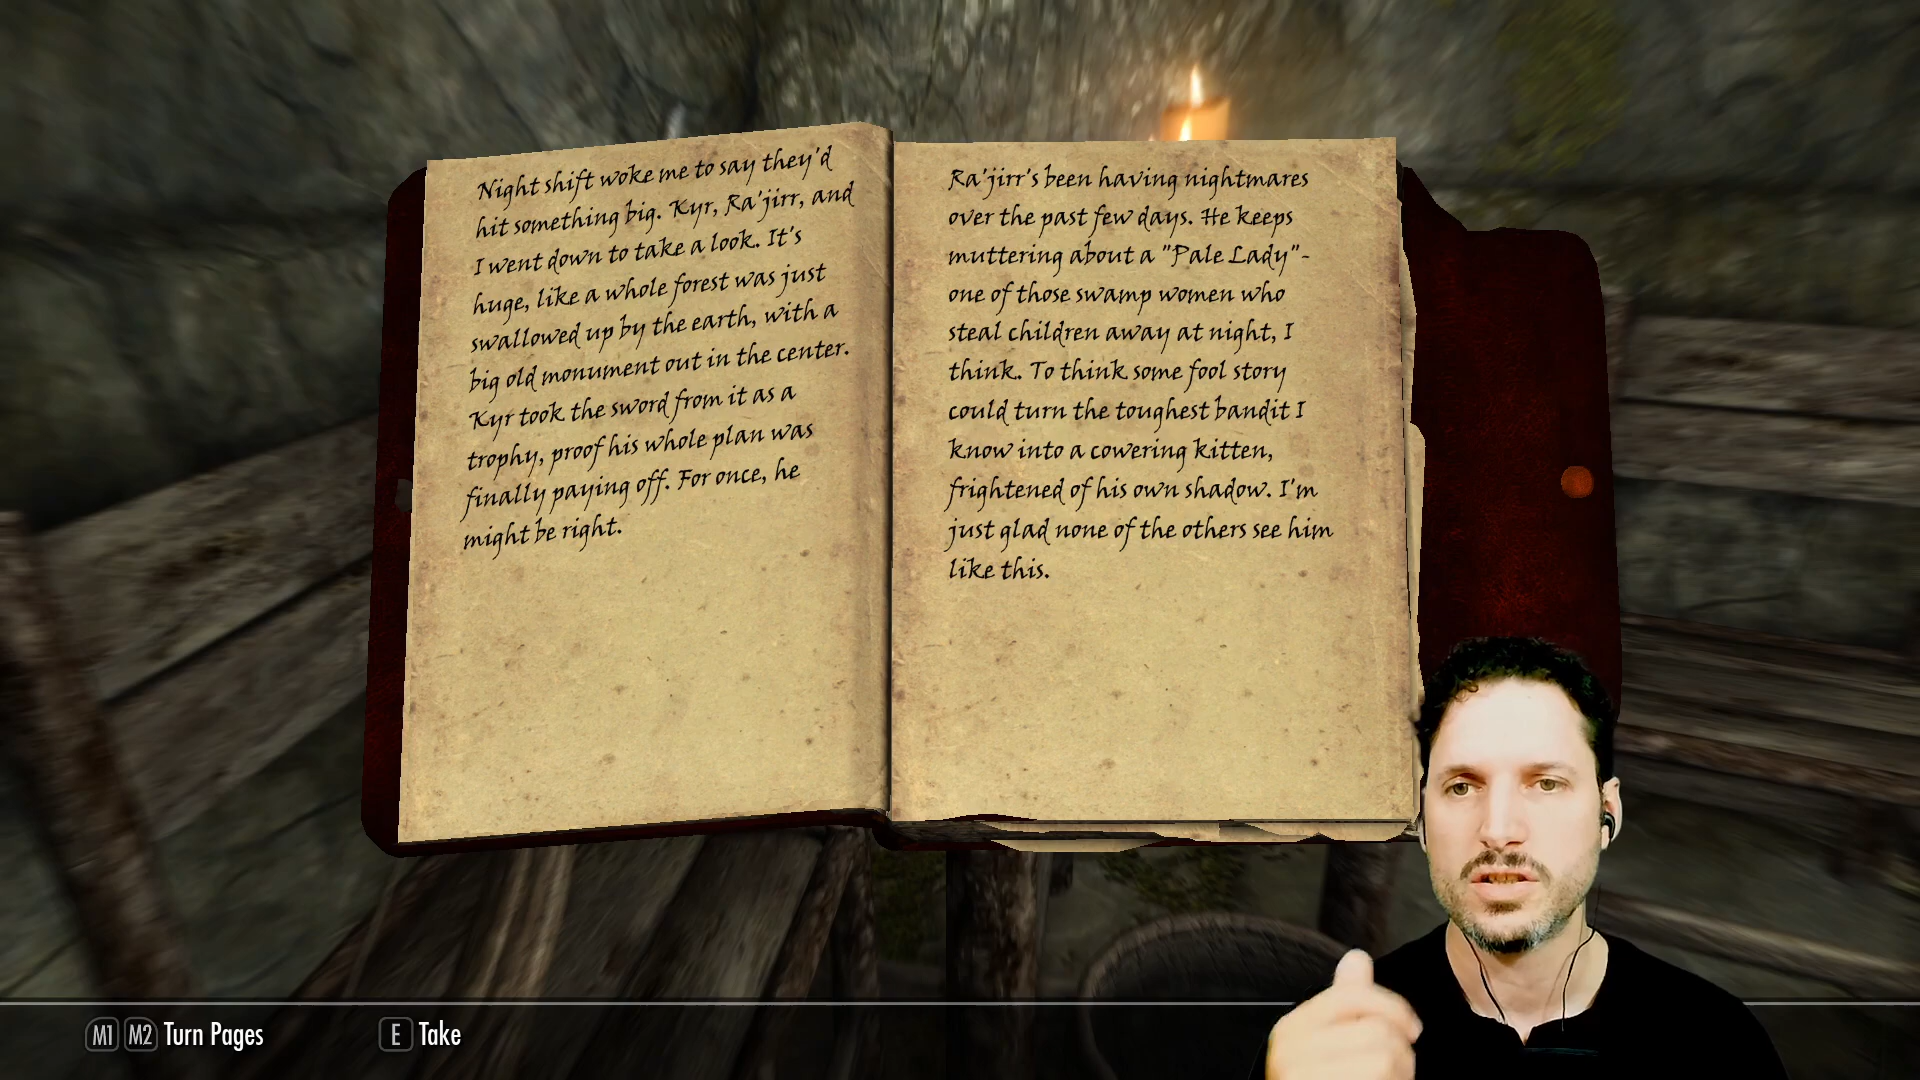 Night shift woke me to say they'd
hit something big. Kyr, Ra'jirr, and
I went down to take a look. It's
huge, like a whole forest was just
swallowed up by the earth, with a
big old monument out in the center.
Kyr took the sword from it as a
trophy, proof his whole plan was
finally paying off. For once, he
might be right.
Ra'jirr's been having nightmares
over the past few days. He keeps
muttering about a "Pale Lady"-
one of those swamp women who
steal children away at night, I
think. To think some fool story
could turn the toughest bandit I
know into a cowering kitten,
frightened of his own shadow. I'm
just glad none of the others see him
like this.
M1 M2 Turn Pages
E Take